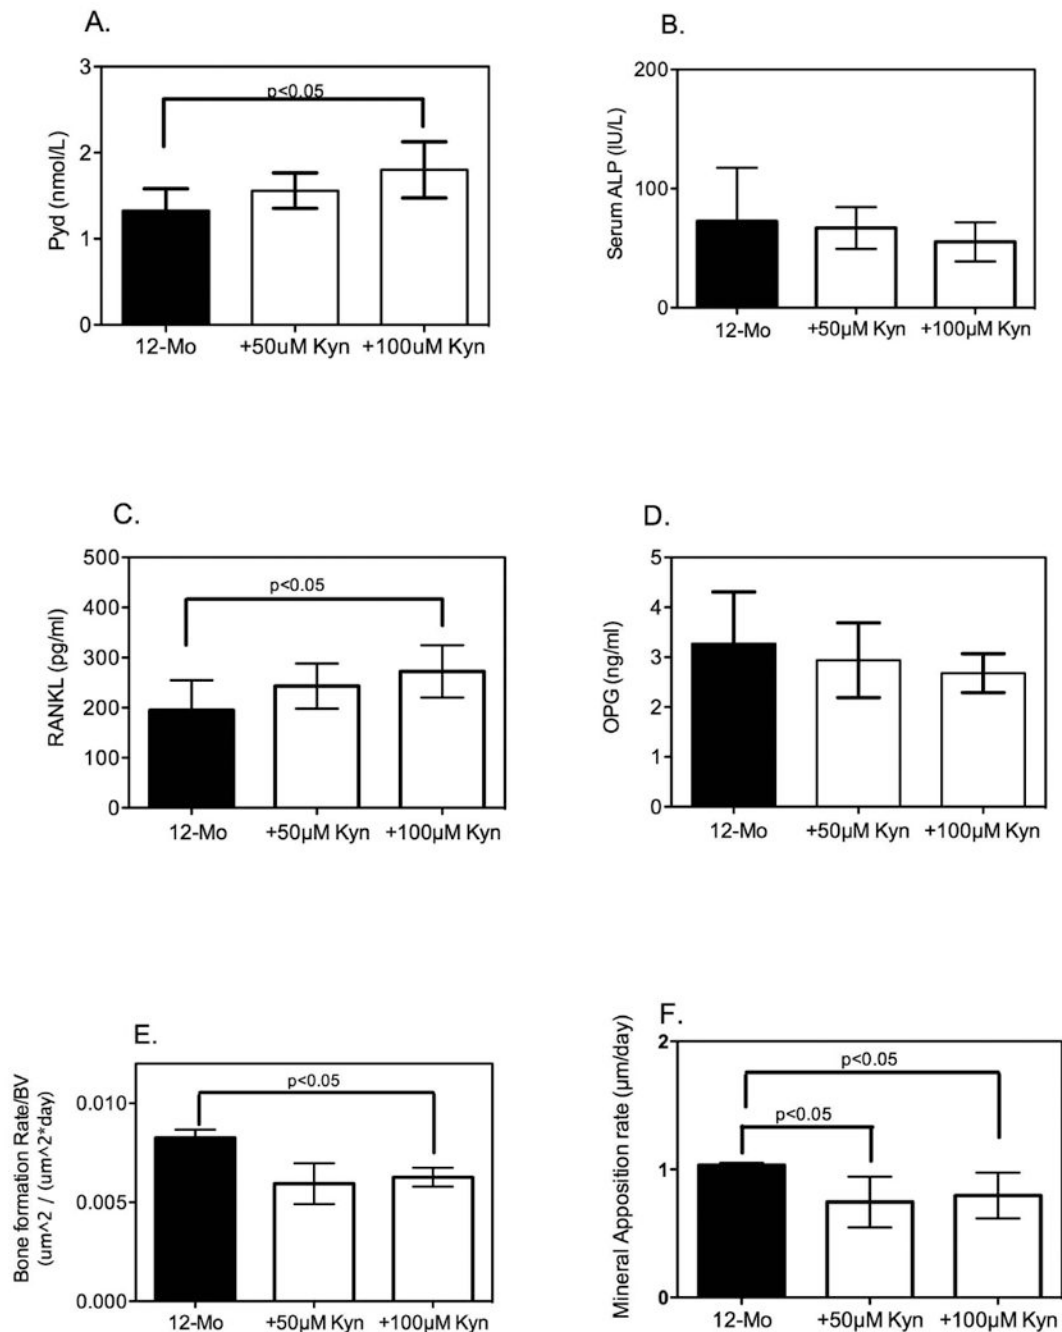 A.
Pyd (nmol/L)
3
2
1
0
p<0.05
12-Mo +50uM Kyn +100uM Kyn
B.
Serum ALP (IU/L)
200
100
0
12-Mo +50µM Kyn +100µM Kyn
C.
RANKL (pg/ml)
500
400
300
200
100
0
p<0.05
12-Mo +50µM Kyn +100µM Kyn
D.
OPG (ng/ml)
5
4
3
2
1
0
12-Mo +50µM Kyn +100µM Kyn
E.
Bone formation Rate/BV
(um^2 / (um^2*day)
0.010
0.005
0.000
p<0.05
12-Mo +50µM Kyn +100µM Kyn
F.
Mineral Apposition rate (µm/day)
2
1
0
p<0.05
p<0.05
12-Mo +50µM Kyn +100µM Kyn